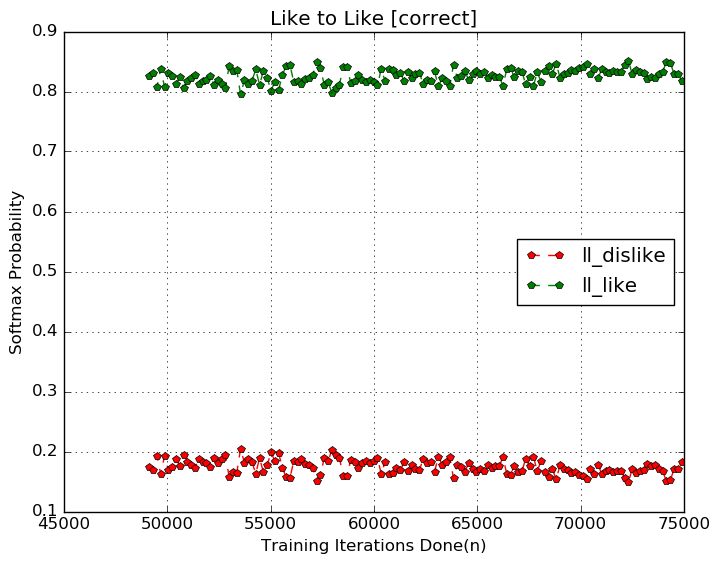 Like to Like [correct]
0.9
0.8
0.7
0.6
0.5
0.4
0.3
0.2
0.1
Softmax Probability
ll_dislike
ll_like
45000 50000 55000 60000 65000 70000 75000
Training Iterations Done(n)